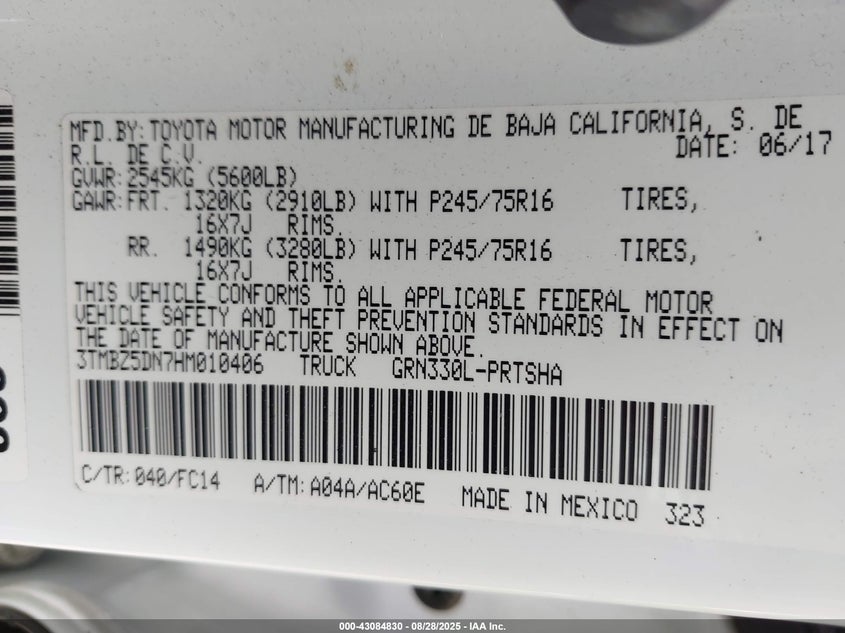 MFD.BY:TOYOTA MOTOR MANUFACTURING DE BAJA CALIFORNIA, S. DE
R.L. DE C.V. DATE: 06/17
GVWR:2545KG (5600LB)
GAWR:FRT. 1320KG (2910LB) WITH P245/75R16 TIRES,
16X7J RIMS.
RR. 1490KG (3280LB) WITH P245/75R16 TIRES,
16X7J RIMS.
THIS VEHICLE CONFORMS TO ALL APPLICABLE FEDERAL MOTOR
VEHICLE SAFETY AND THEFT PREVENTION STANDARDS IN EFFECT ON
THE DATE OF MANUFACTURE SHOWN ABOVE.
3TMBZ5DN7HM010406 TRUCK GRN330L-PRTSHA
C/TR:040/FC14 A/TM:A04A/AC60E MADE IN MEXICO 323
000-43084830 - 08/28/2025 - IAA Inc.